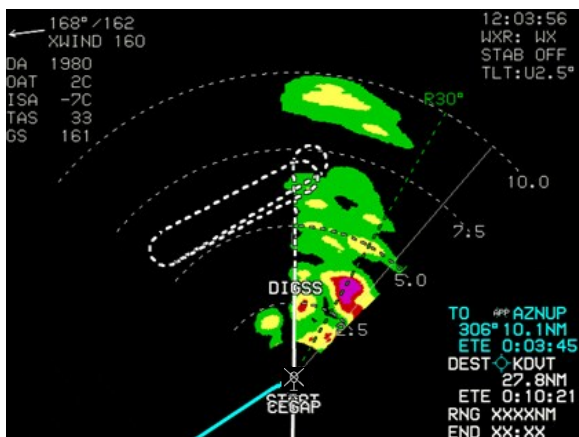 168°/162
XWIND 160
DA 1980
OAT 2C
ISA -7C
TAS 33
GS 161
12:03:56
WXR: WX
STAB OFF
TLT:U2.5°
R30°
10.0
7.5
5.0
2.5
DIGSS
CEGAP
TO APP AZNUP
306° 10.1NM
ETE 0:03:45
DEST KDVT
27.8NM
ETE 0:10:21
RNG XXXXNM
END XX:XX